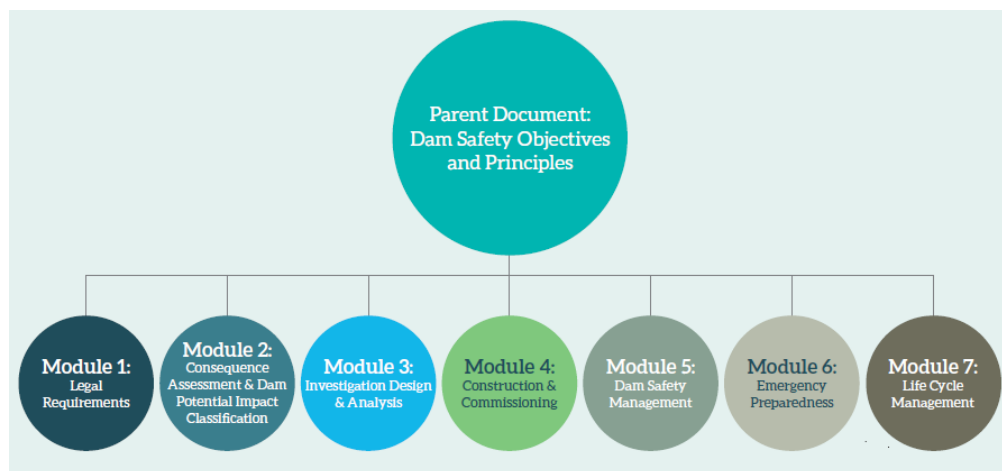 Parent Document:
Dam Safety Objectives
and Principles
Module 1:
Legal
Requirements
Module 2:
Consequence
Assessment & Dam
Potential Impact
Classification
Module 3:
Investigation Design
& Analysis
Module 4:
Construction &
Commissioning
Module 5:
Dam Safety
Management
Module 6:
Emergency
Preparedness
Module 7:
Life Cycle
Management